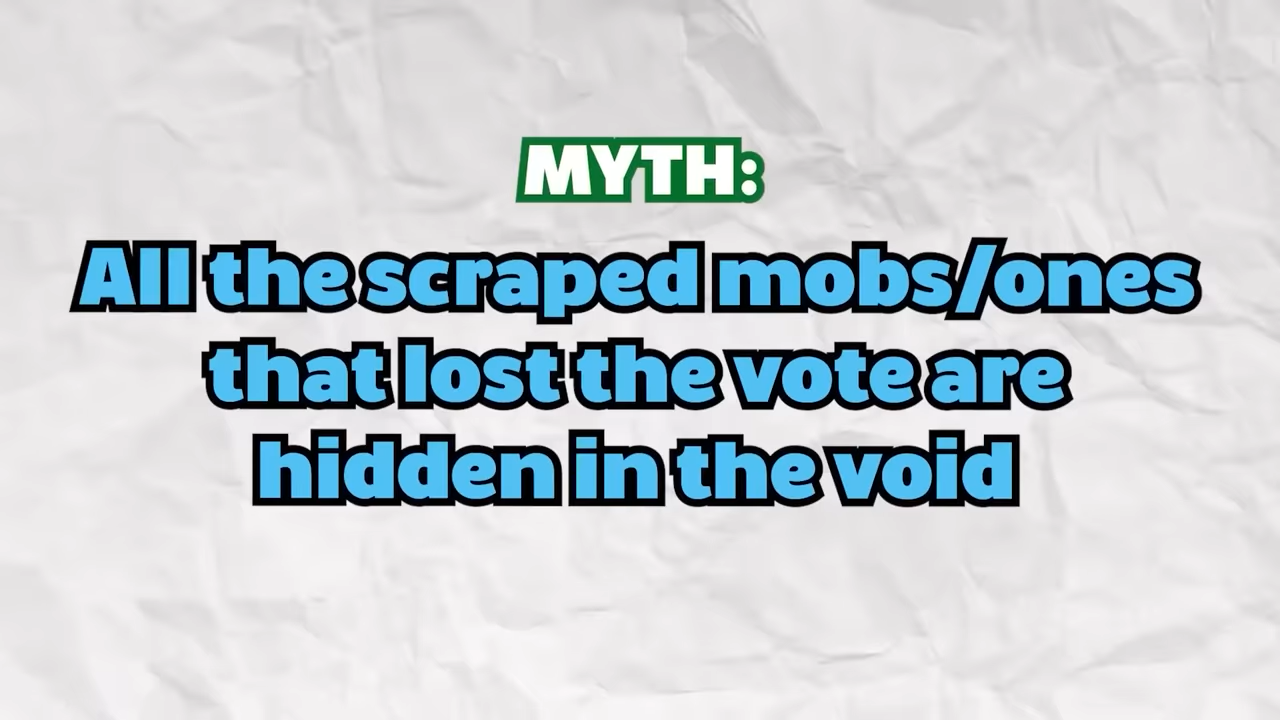 MYTH:
All the scraped mobs/ones
that lost the vote are
hidden in the void